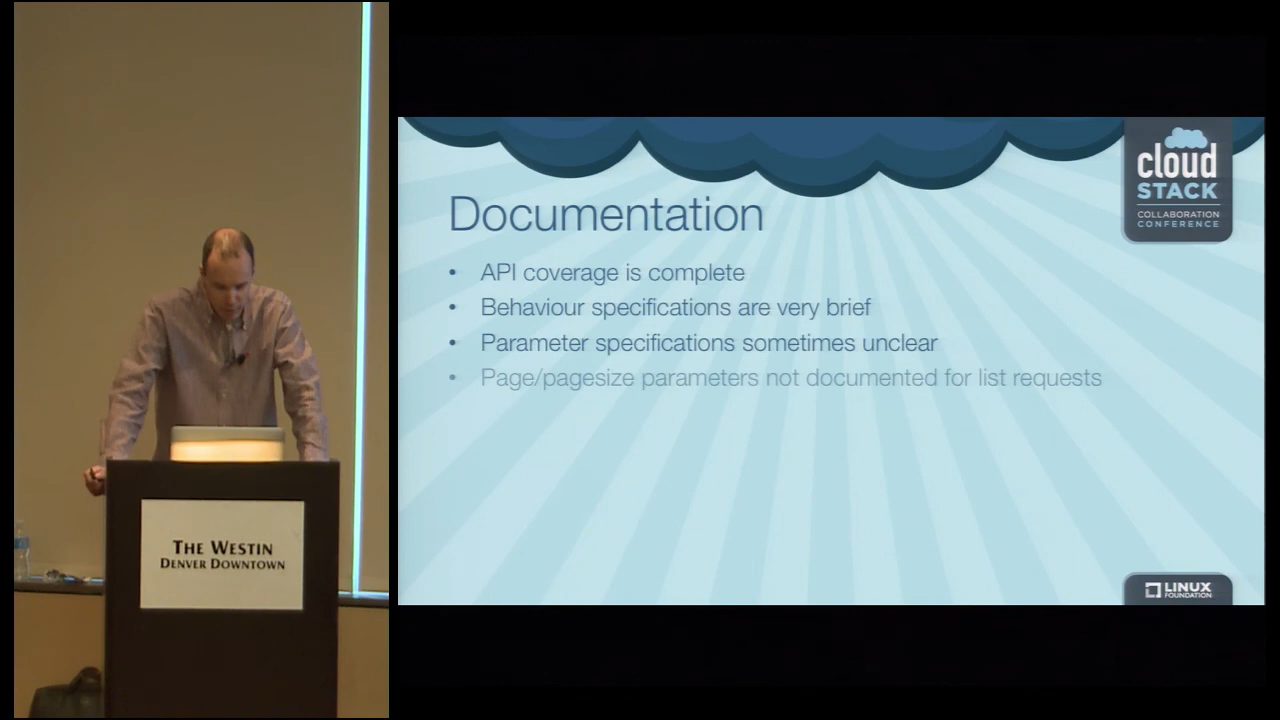 THE WESTIN
DENVER DOWNTOWN
cloud
STACK
COLLABORATION
CONFERENCE
Documentation
• API coverage is complete
• Behaviour specifications are very brief
• Parameter specifications sometimes unclear
• Page/pagesize parameters not documented for list requests
LINUX
FOUNDATION